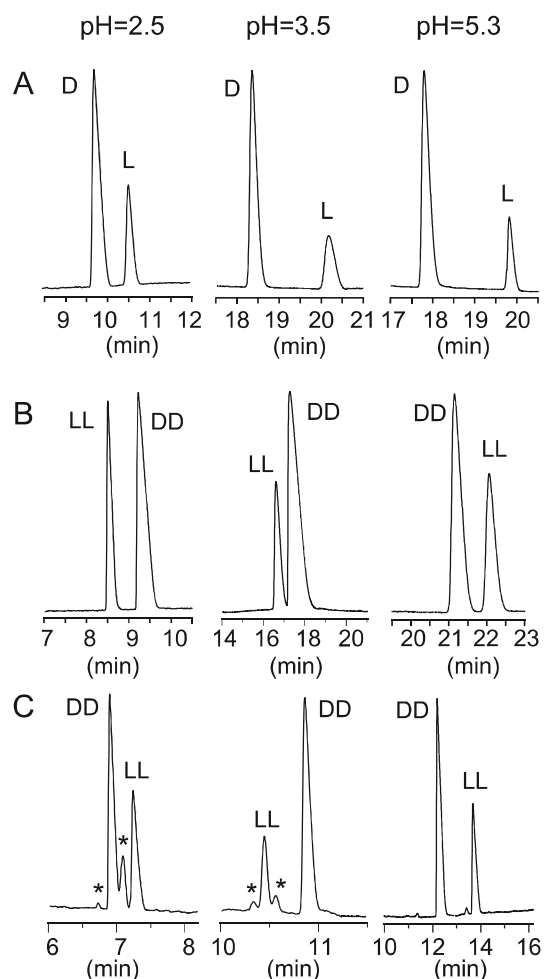 pH=2.5 pH=3.5 pH=5.3
A
D L D L D L
9 10 11 12 18 19 20 21 17 18 19 20
(min) (min) (min)
B
LL DD LL DD DD LL
7 8 9 10 14 16 18 20 20 21 22 23
(min) (min) (min)
C
DD LL * * LL * * DD DD LL
6 7 8 10 11 10 12 14 16
(min) (min) (min)